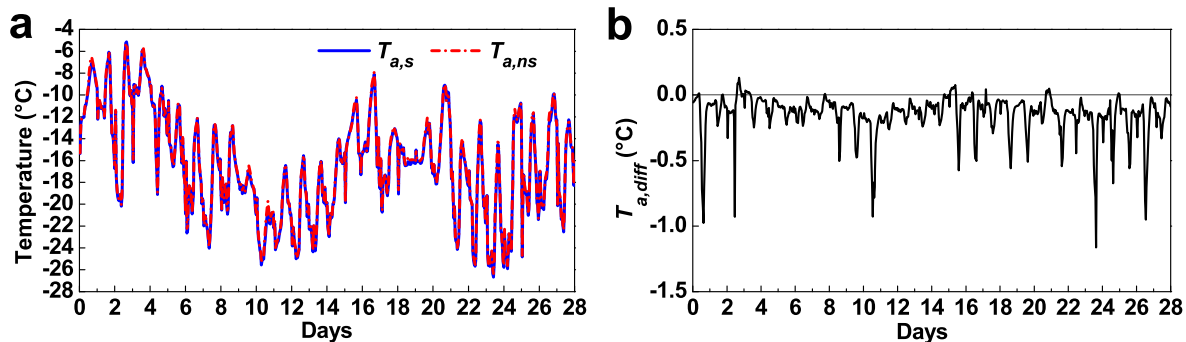 a
Temperature (°C)
-4
-6
-8
-10
-12
-14
-16
-18
-20
-22
-24
-26
-28
T a,s
T a,ns
0 2 4 6 8 10 12 14 16 18 20 22 24 26 28
Days
b
T a,diff (°C)
0.5
0.0
-0.5
-1.0
-1.5
0 2 4 6 8 10 12 14 16 18 20 22 24 26 28
Days